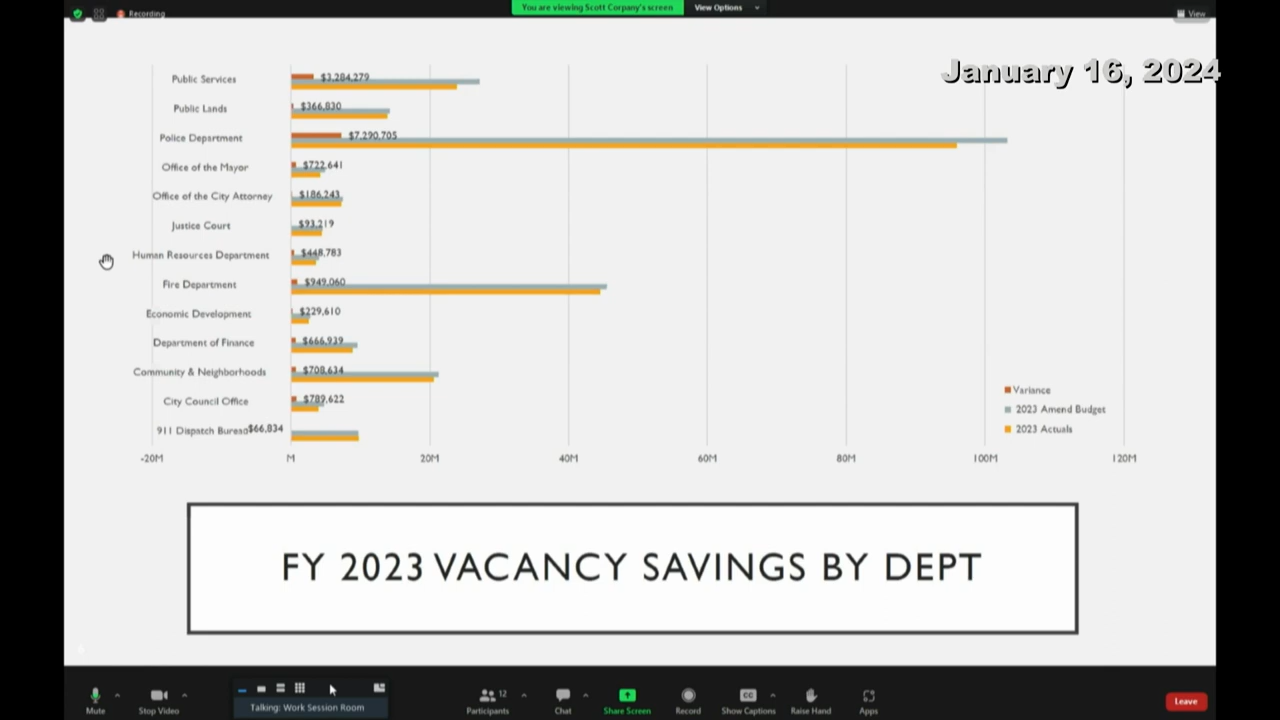 Recording
You are viewing Scott Corpany's screen
View Options
View
January 16, 2024
Public Services $3,284,279
Public Lands $366,830
Police Department $7,290,705
Office of the Mayor $722,641
Office of the City Attorney $186,243
Justice Court $93,219
Human Resources Department $448,783
Fire Department $949,060
Economic Development $229,610
Department of Finance $666,939
Community & Neighborhoods $708,634
City Council Office $789,622
911 Dispatch Bureau $66,834
Variance
2023 Amend Budget
2023 Actuals
-20M M 20M 40M 60M 80M 100M 120M
FY 2023 VACANCY SAVINGS BY DEPT
Talking: Work Session Room
Mute Stop Video Participants 12 Chat Share Screen Record CC Show Captions Raise Hand Apps Leave